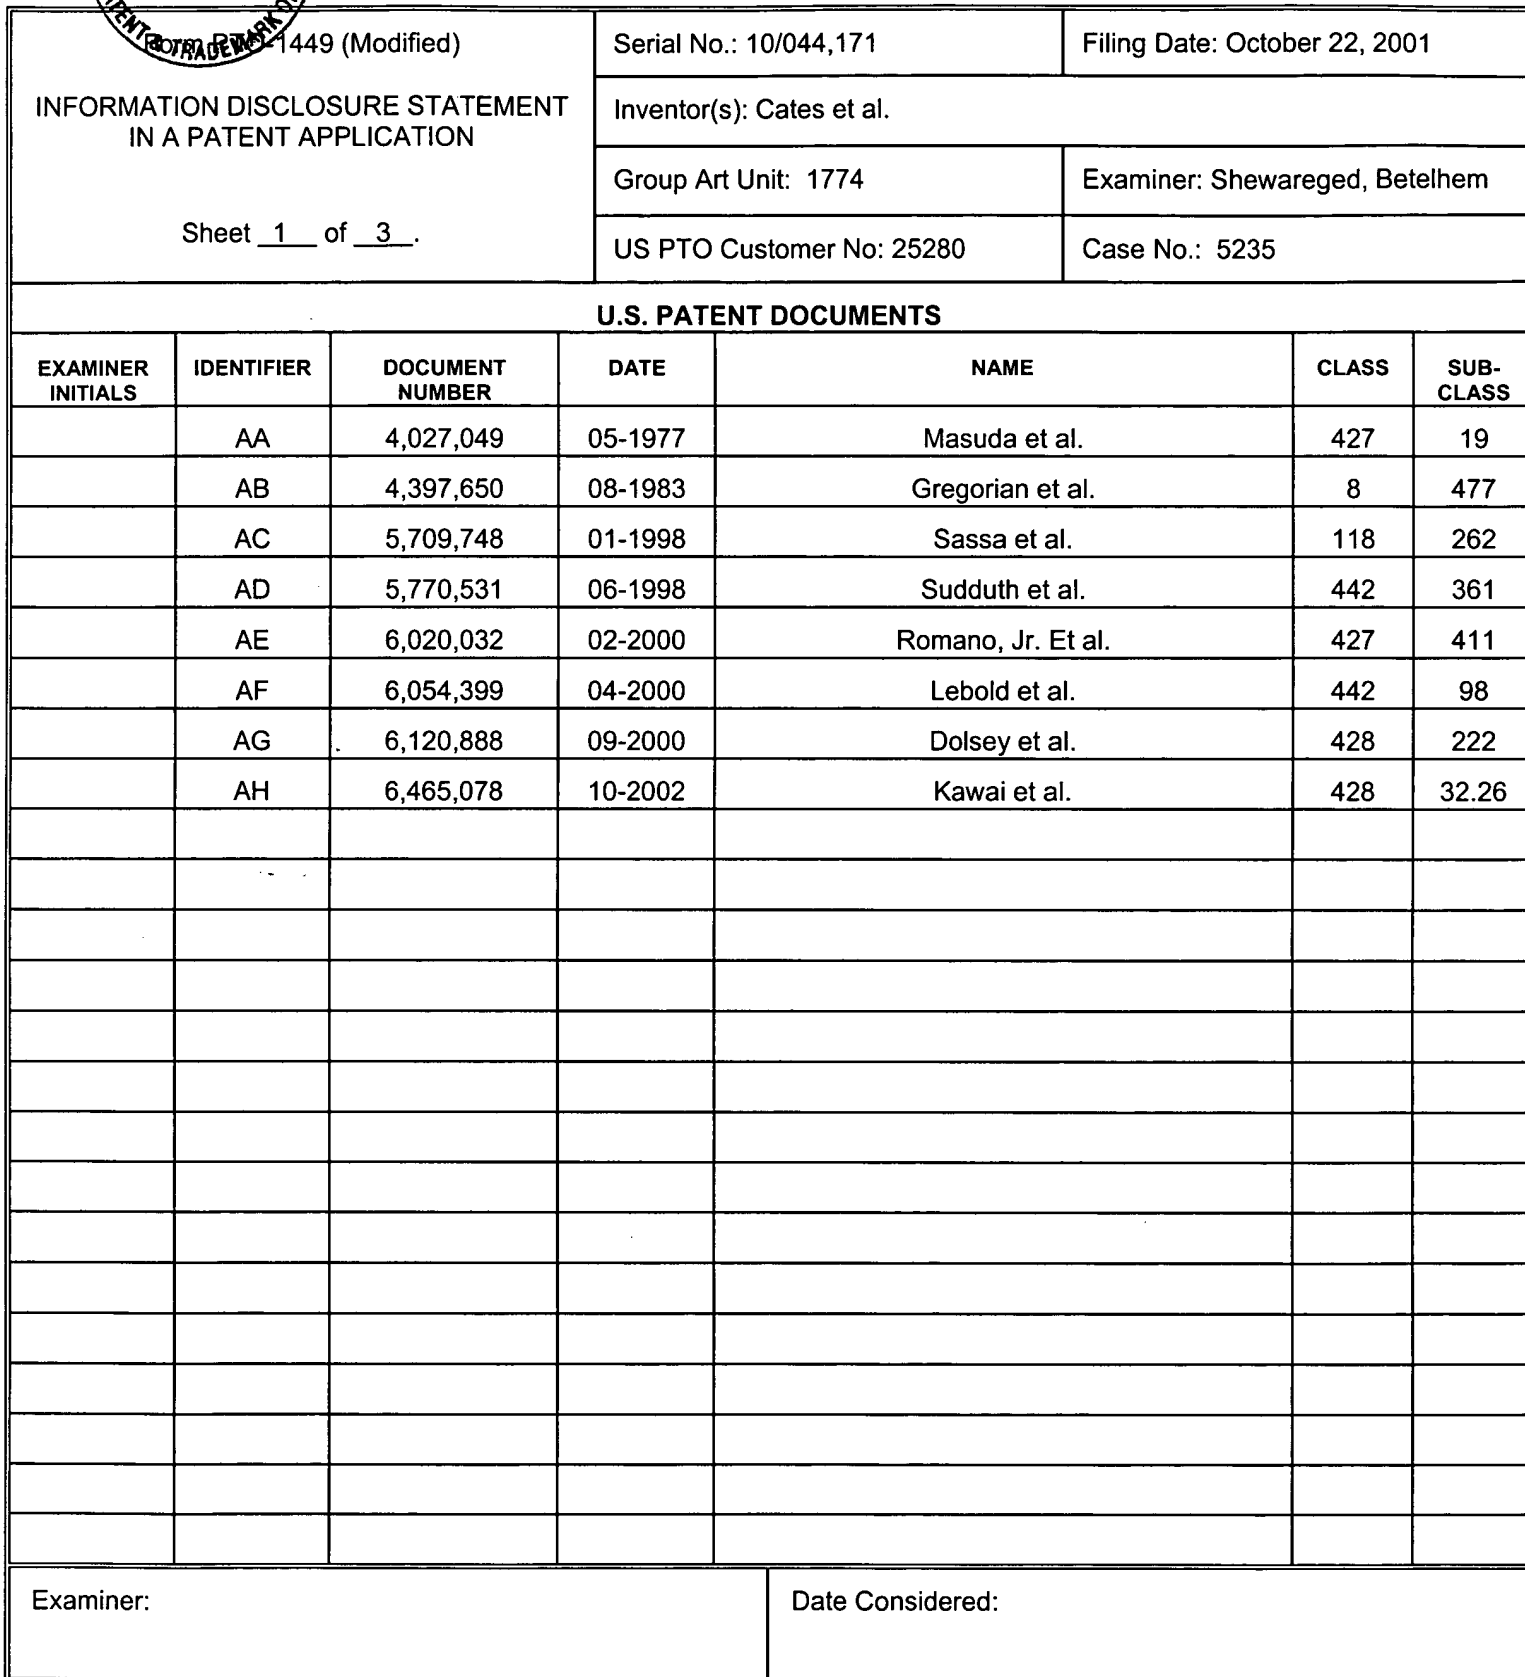 PENT & TRADEMARK
Form PTO-1449 (Modified)
Serial No.: 10/044,171
Filing Date: October 22, 2001
INFORMATION DISCLOSURE STATEMENT
IN A PATENT APPLICATION
Sheet 1 of 3.
Inventor(s): Cates et al.
Group Art Unit: 1774
Examiner: Shewareged, Betelhem
US PTO Customer No: 25280
Case No.: 5235
U.S. PATENT DOCUMENTS
EXAMINER INITIALS IDENTIFIER DOCUMENT NUMBER DATE NAME CLASS SUB-CLASS
AA 4,027,049 05-1977 Masuda et al. 427 19
AB 4,397,650 08-1983 Gregorian et al. 8 477
AC 5,709,748 01-1998 Sassa et al. 118 262
AD 5,770,531 06-1998 Sudduth et al. 442 361
AE 6,020,032 02-2000 Romano, Jr. Et al. 427 411
AF 6,054,399 04-2000 Lebold et al. 442 98
AG 6,120,888 09-2000 Dolsey et al. 428 222
AH 6,465,078 10-2002 Kawai et al. 428 32.26
Examiner:
Date Considered: